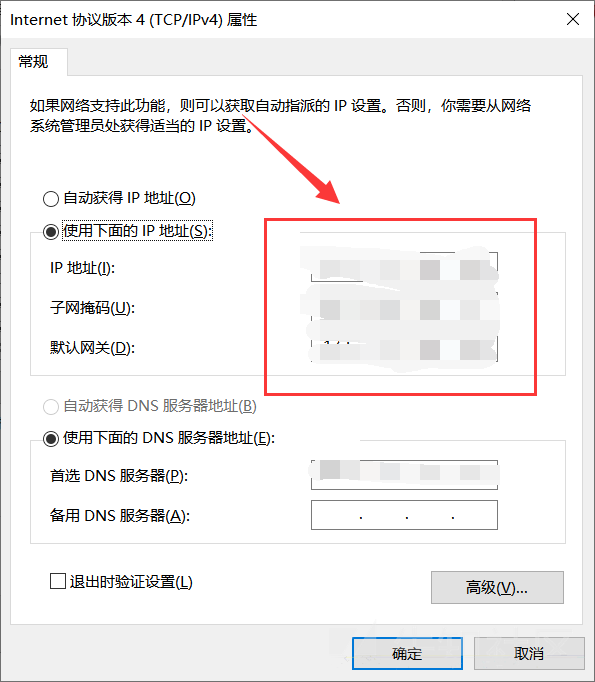 Internet 协议版本 4 (TCP/IPv4) 属性
常规
如果网络支持此功能，则可以获取自动指派的 IP 设置。否则，你需要从网络
系统管理员处获得适当的 IP 设置。
自动获得 IP 地址(O)
使用下面的 IP 地址(S):
IP 地址(I):
子网掩码(U):
默认网关(D):
自动获得 DNS 服务器地址(B)
使用下面的 DNS 服务器地址(E):
首选 DNS 服务器(P):
备用 DNS 服务器(A):
. . .
退出时验证设置(L)
高级(V)...
确定
取消